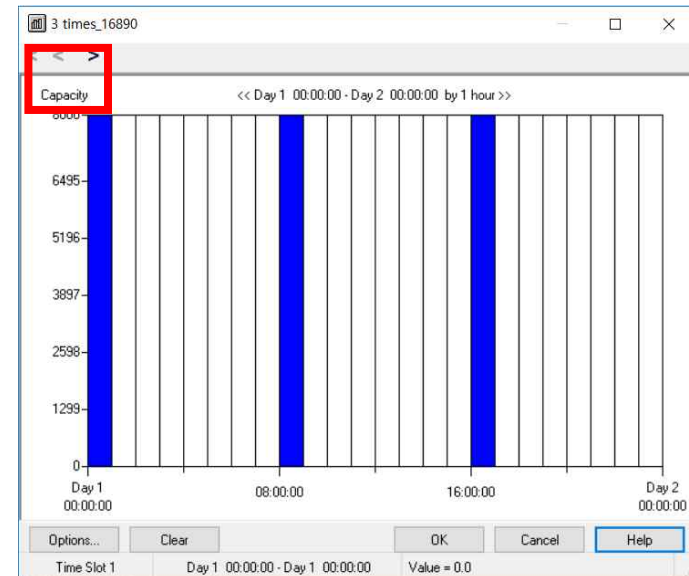 3 times_16890
< < >
Capacity
<< Day 1 00:00:00 - Day 2 00:00:00 by 1 hour >>
8000
6495
5196
3897
2598
1299
0
Day 1 00:00:00
08:00:00
16:00:00
Day 2 00:00:00
Options... Clear OK Cancel Help
Time Slot 1 Day 1 00:00:00 - Day 1 00:00:00 Value = 0.0